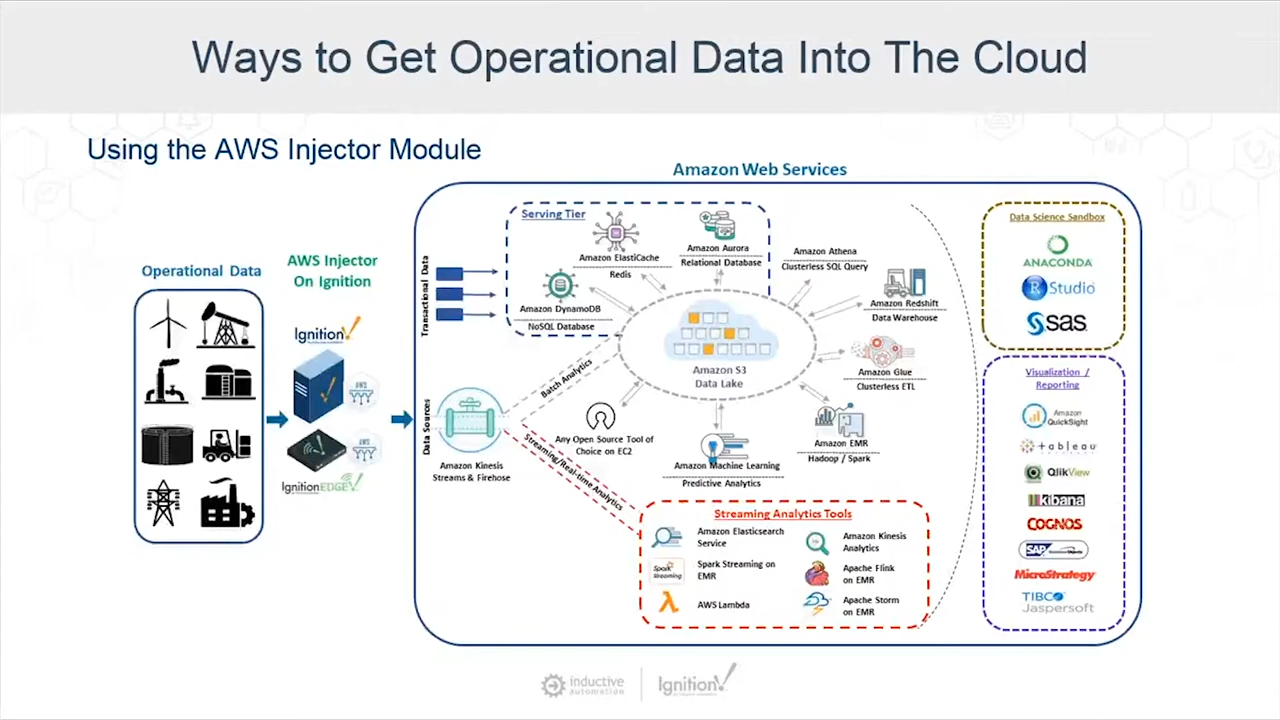 Ways to Get Operational Data Into The Cloud
Using the AWS Injector Module
Amazon Web Services
Operational Data
AWS Injector
On Ignition
Ignition!
AWS
AWS
IgnitionEDGE!
Transactional Data
Data Sources
Amazon Kinesis
Streams & Firehose
Serving Tier
Amazon ElastiCache
Redis
Amazon Aurora
Relational Database
Amazon DynamoDB
NoSQL Database
Amazon Athena
Clusterless SQL Query
Amazon Redshift
Data Warehouse
Amazon S3
Data Lake
Amazon Glue
Clusterless ETL
Batch Analytics
Streaming/Real-time Analytics
Any Open Source Tool of
Choice on EC2
Amazon Machine Learning
Predictive Analytics
Amazon EMR
Hadoop / Spark
Streaming Analytics Tools
Amazon Elasticsearch
Service
Amazon Kinesis
Analytics
Spark
Streaming
Spark Streaming on
EMR
Apache Flink
on EMR
AWS Lambda
Apache Storm
on EMR
Data Science Sandbox
ANACONDA
R Studio
sas
Visualization /
Reporting
Amazon
QuickSight
tableau
QlikView
kibana
COGNOS
SAP
MicroStrategy
TIBCO
Jaspersoft
inductive
automation
Ignition!